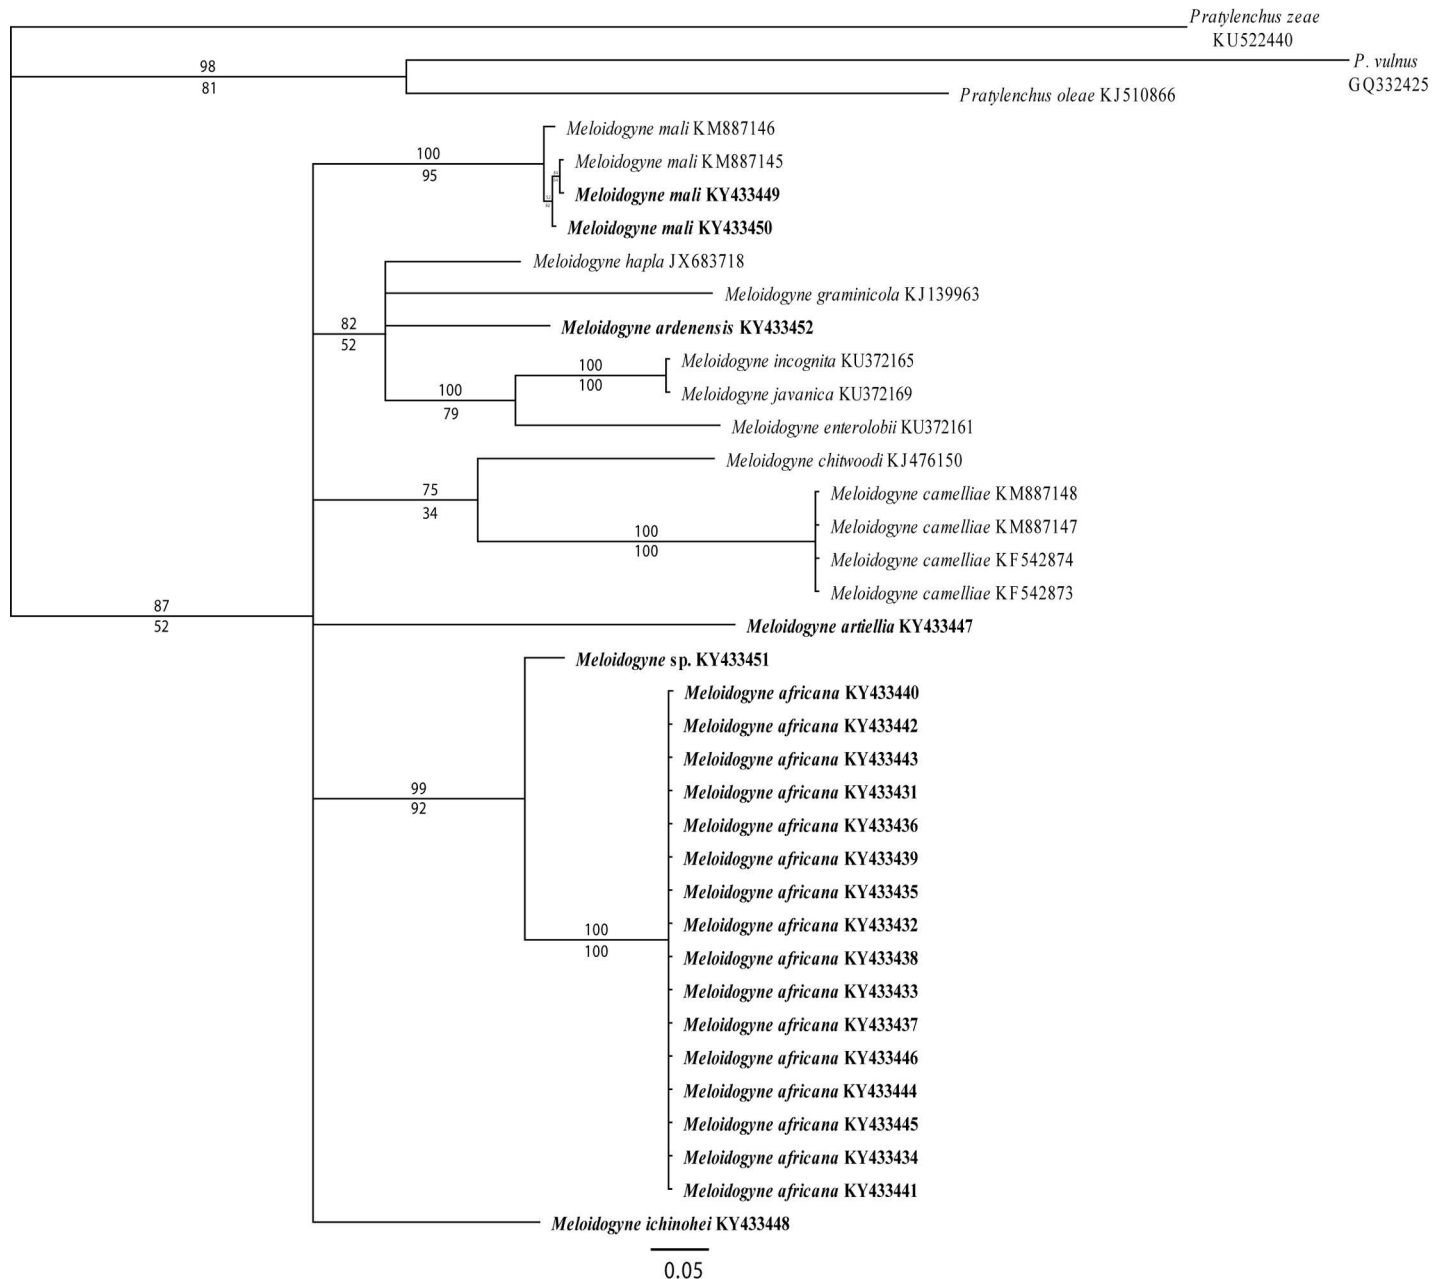 Pratylenchus zeae
KU522440
P. vulnus
GQ332425
98
81
Pratylenchus oleae KJ510866
Meloidogyne mali KM887146
100
95
Meloidogyne mali KM887145
Meloidogyne mali KY433449
Meloidogyne mali KY433450
Meloidogyne hapla JX683718
Meloidogyne graminicola KJ139963
82
52
Meloidogyne ardenensis KY433452
Meloidogyne incognita KU372165
100
100
Meloidogyne javanica KU372169
100
79
Meloidogyne enterolobii KU372161
Meloidogyne chitwoodi KJ476150
75
34
Meloidogyne camelliae KM887148
Meloidogyne camelliae KM887147
100
100
Meloidogyne camelliae KF542874
Meloidogyne camelliae KF542873
87
52
Meloidogyne artiellia KY433447
Meloidogyne sp. KY433451
Meloidogyne africana KY433440
Meloidogyne africana KY433442
Meloidogyne africana KY433443
99
92
Meloidogyne africana KY433431
Meloidogyne africana KY433436
Meloidogyne africana KY433439
Meloidogyne africana KY433435
Meloidogyne africana KY433432
100
100
Meloidogyne africana KY433438
Meloidogyne africana KY433433
Meloidogyne africana KY433437
Meloidogyne africana KY433446
Meloidogyne africana KY433444
Meloidogyne africana KY433445
Meloidogyne africana KY433434
Meloidogyne africana KY433441
Meloidogyne ichinohei KY433448
0.05